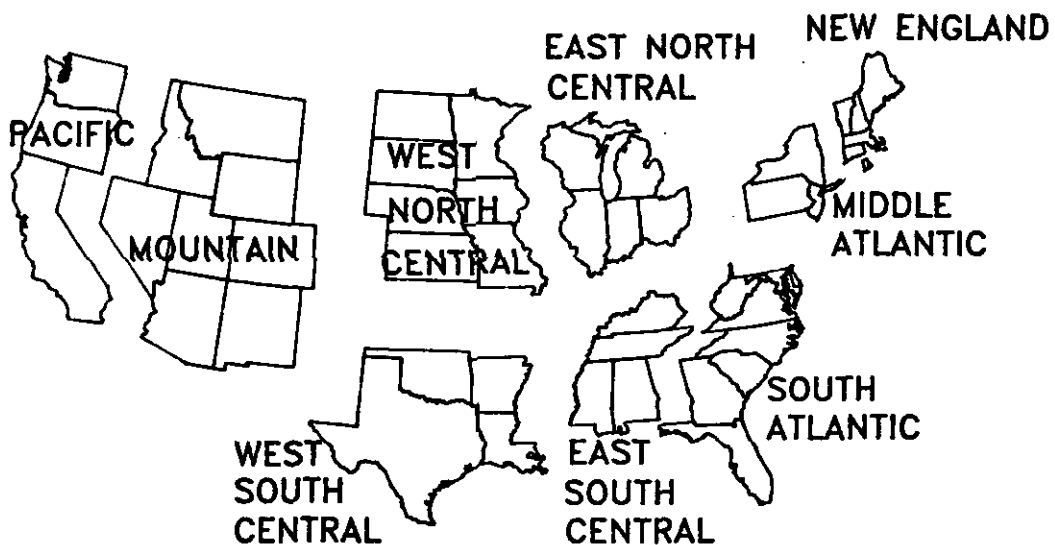 NEW ENGLAND
EAST NORTH
CENTRAL
PACIFIC
WEST
NORTH
CENTRAL
MOUNTAIN
MIDDLE
ATLANTIC
SOUTH
ATLANTIC
WEST
SOUTH
CENTRAL
EAST
SOUTH
CENTRAL